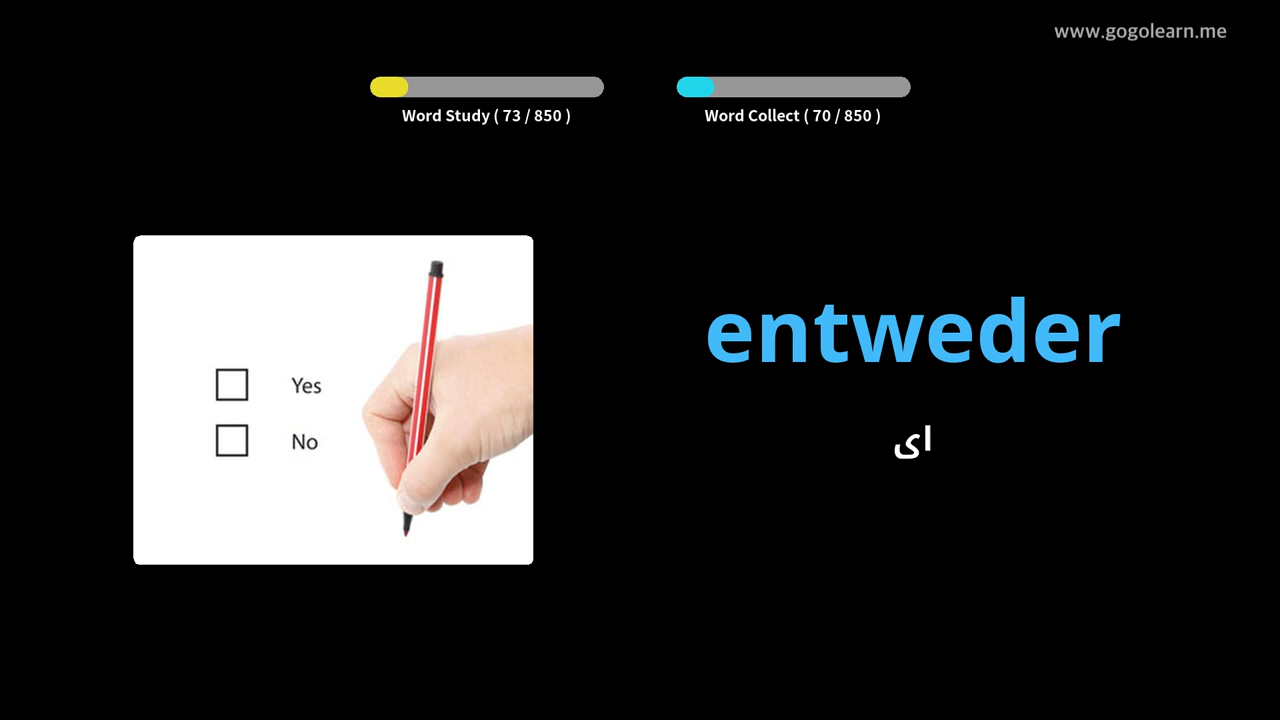 www.gogolearn.me
Word Study ( 73 / 850 )
Word Collect ( 70 / 850 )
Yes
No
entweder
ای